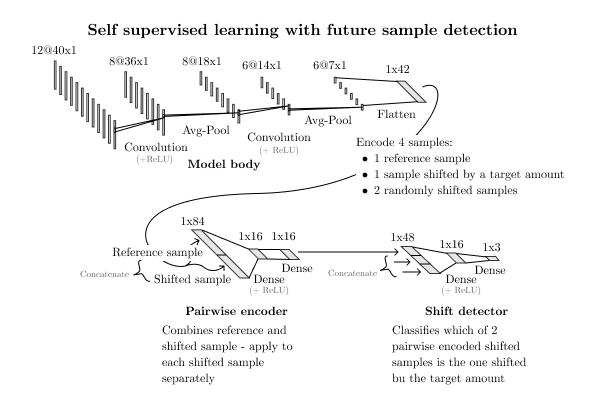 Self supervised learning with future sample detection
12@40x1
8@36x1
8@18x1
6@14x1
6@7x1
1x42
Convolution
(+ReLU)
Avg-Pool
Convolution
(+ ReLU)
Avg-Pool
Flatten
Model body
Encode 4 samples:
• 1 reference sample
• 1 sample shifted by a target amount
• 2 randomly shifted samples
1x84
1x16
1x16
Reference sample
Concatenate
Shifted sample
Dense
(+ ReLU)
Dense
1x48
1x16
1x3
Concatenate
Dense
(+ ReLU)
Dense
Pairwise encoder
Combines reference and
shifted sample - apply to
each shifted sample
separately
Shift detector
Classifies which of 2
pairwise encoded shifted
samples is the one shifted
bu the target amount